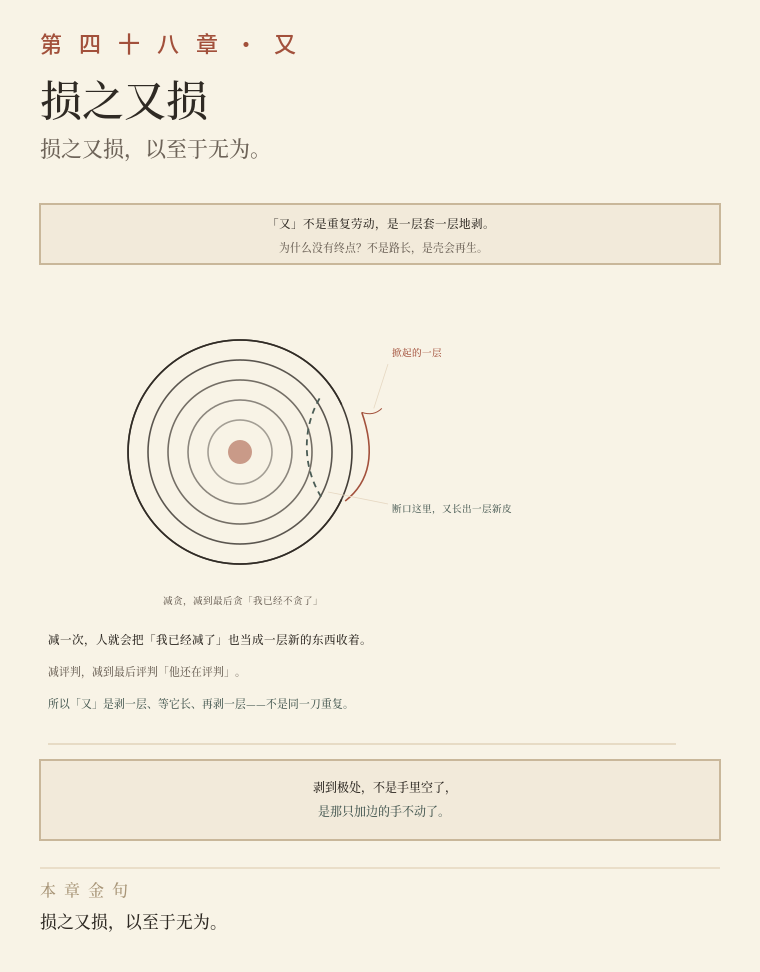 第四十八章·又
损之又损
损之又损，以至于无为。
「又」不是重复劳动，是一层套一层地剥。
为什么没有终点？不是路长，是壳会再生。
掀起的一层
断口这里，又长出一层新皮
减贪，减到最后贪「我已经不贪了」
减一次，人就会把「我已经减了」也当成一层新的东西收着。
减评判，减到最后评判「他还在评判」。
所以「又」是剥一层、等它长、再剥一层——不是同一刀重复。
剥到极处，不是手里空了，
是那只加边的手不动了。
本章金句
损之又损，以至于无为。